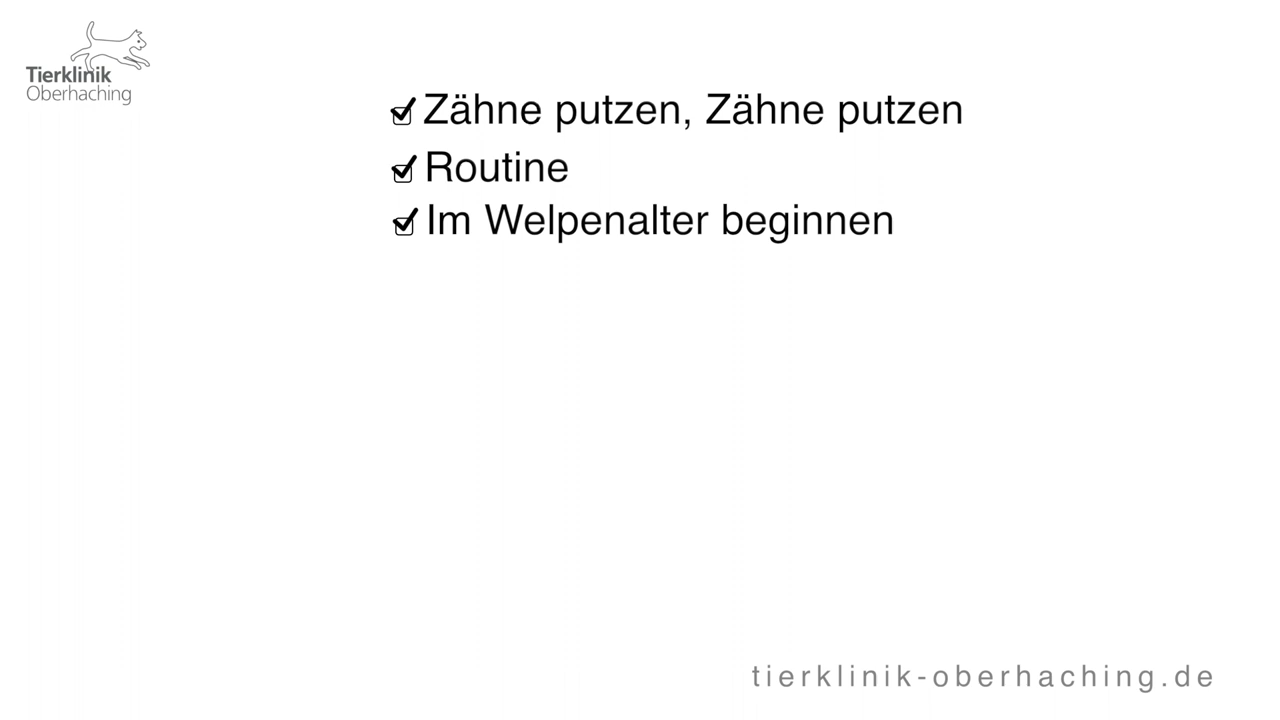 Tierklinik
Oberhaching
Zähne putzen, Zähne putzen
Routine
Im Welpenalter beginnen
tierklinik-oberhaching.de